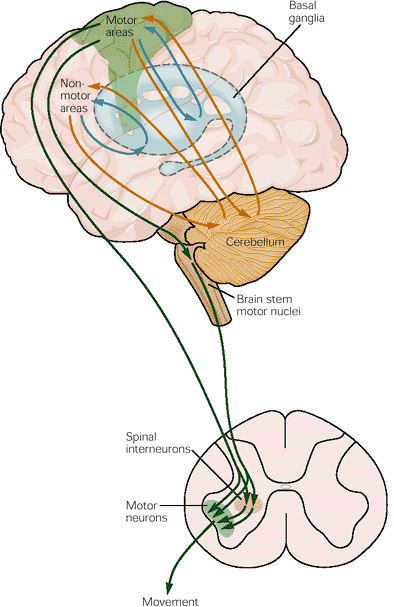 Basal
ganglia
Motor
areas
Non-
motor
areas
Cerebellum
Brain stem
motor nuclei
Spinal
interneurons
Motor
neurons
Movement